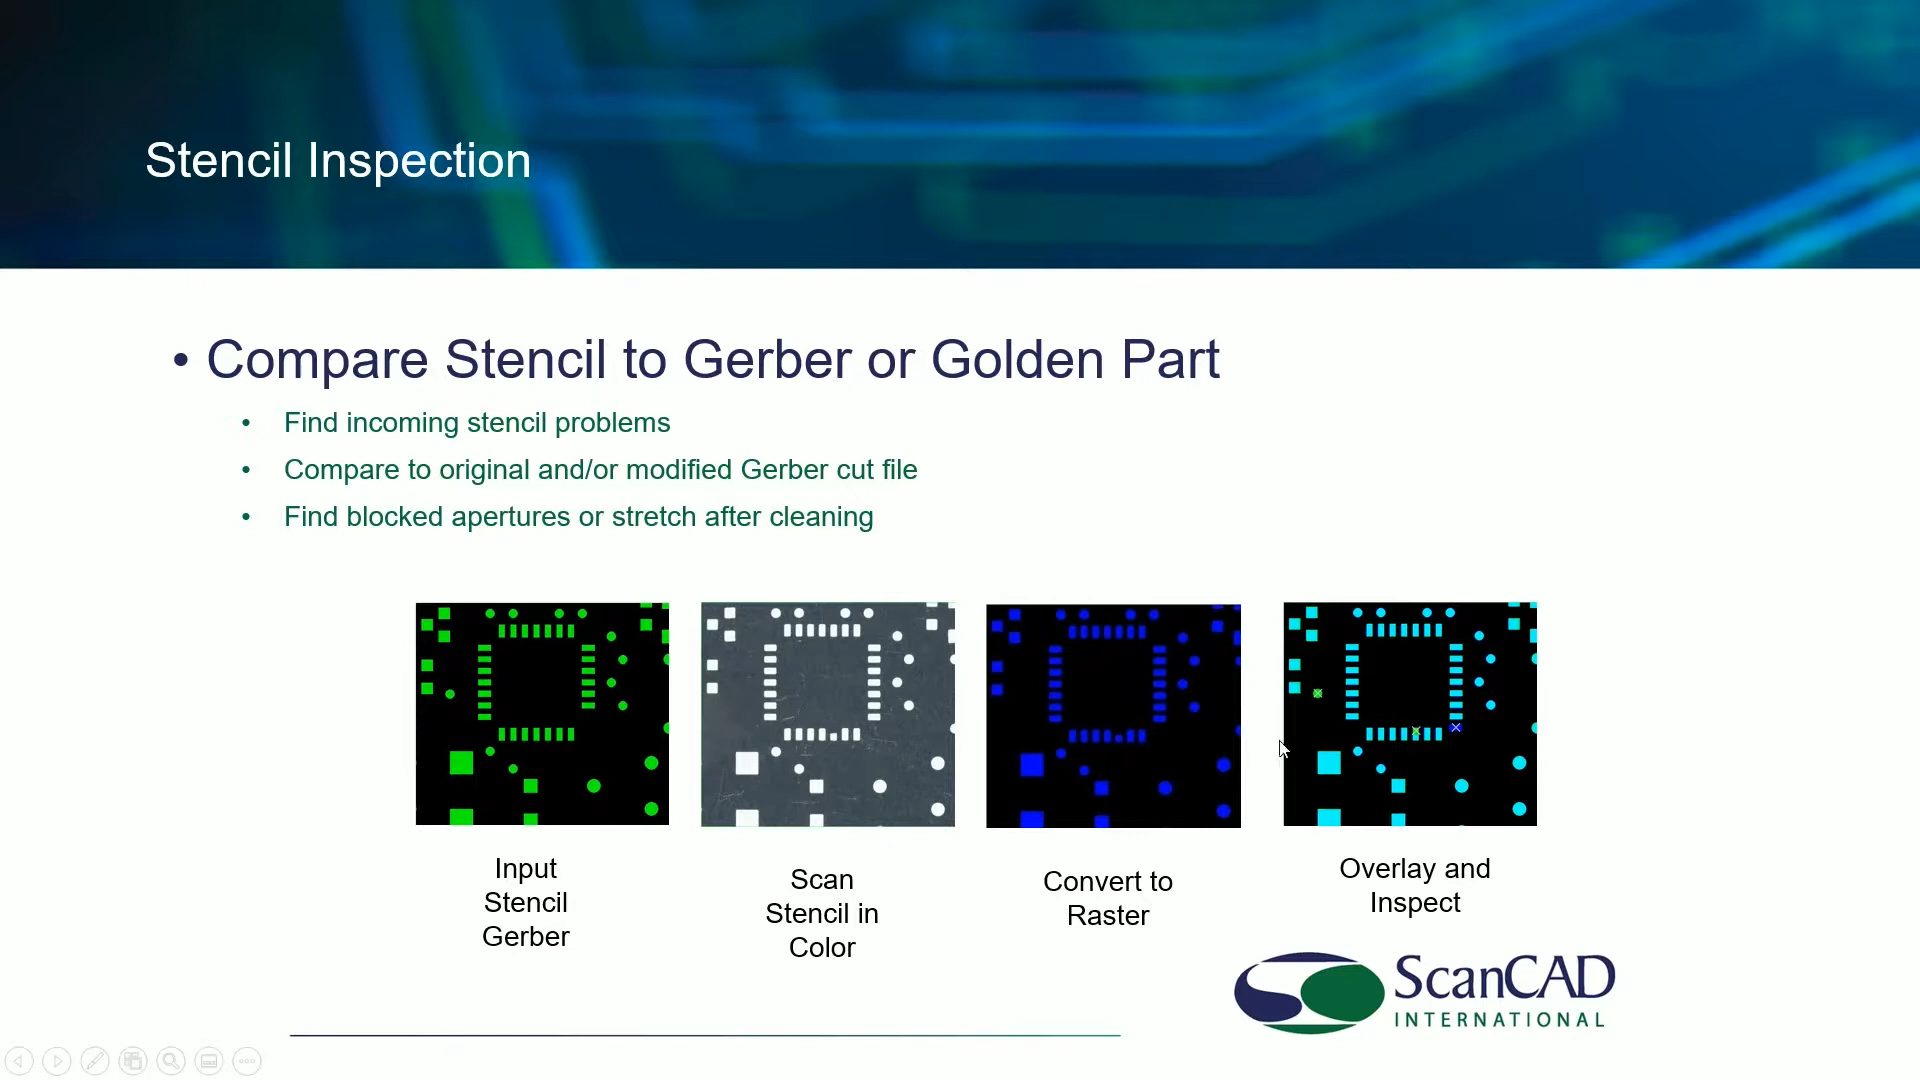 Stencil Inspection
• Compare Stencil to Gerber or Golden Part
• Find incoming stencil problems
• Compare to original and/or modified Gerber cut file
• Find blocked apertures or stretch after cleaning
Input
Stencil
Gerber
Scan
Stencil in
Color
Convert to
Raster
Overlay and
Inspect
ScanCAD
INTERNATIONAL